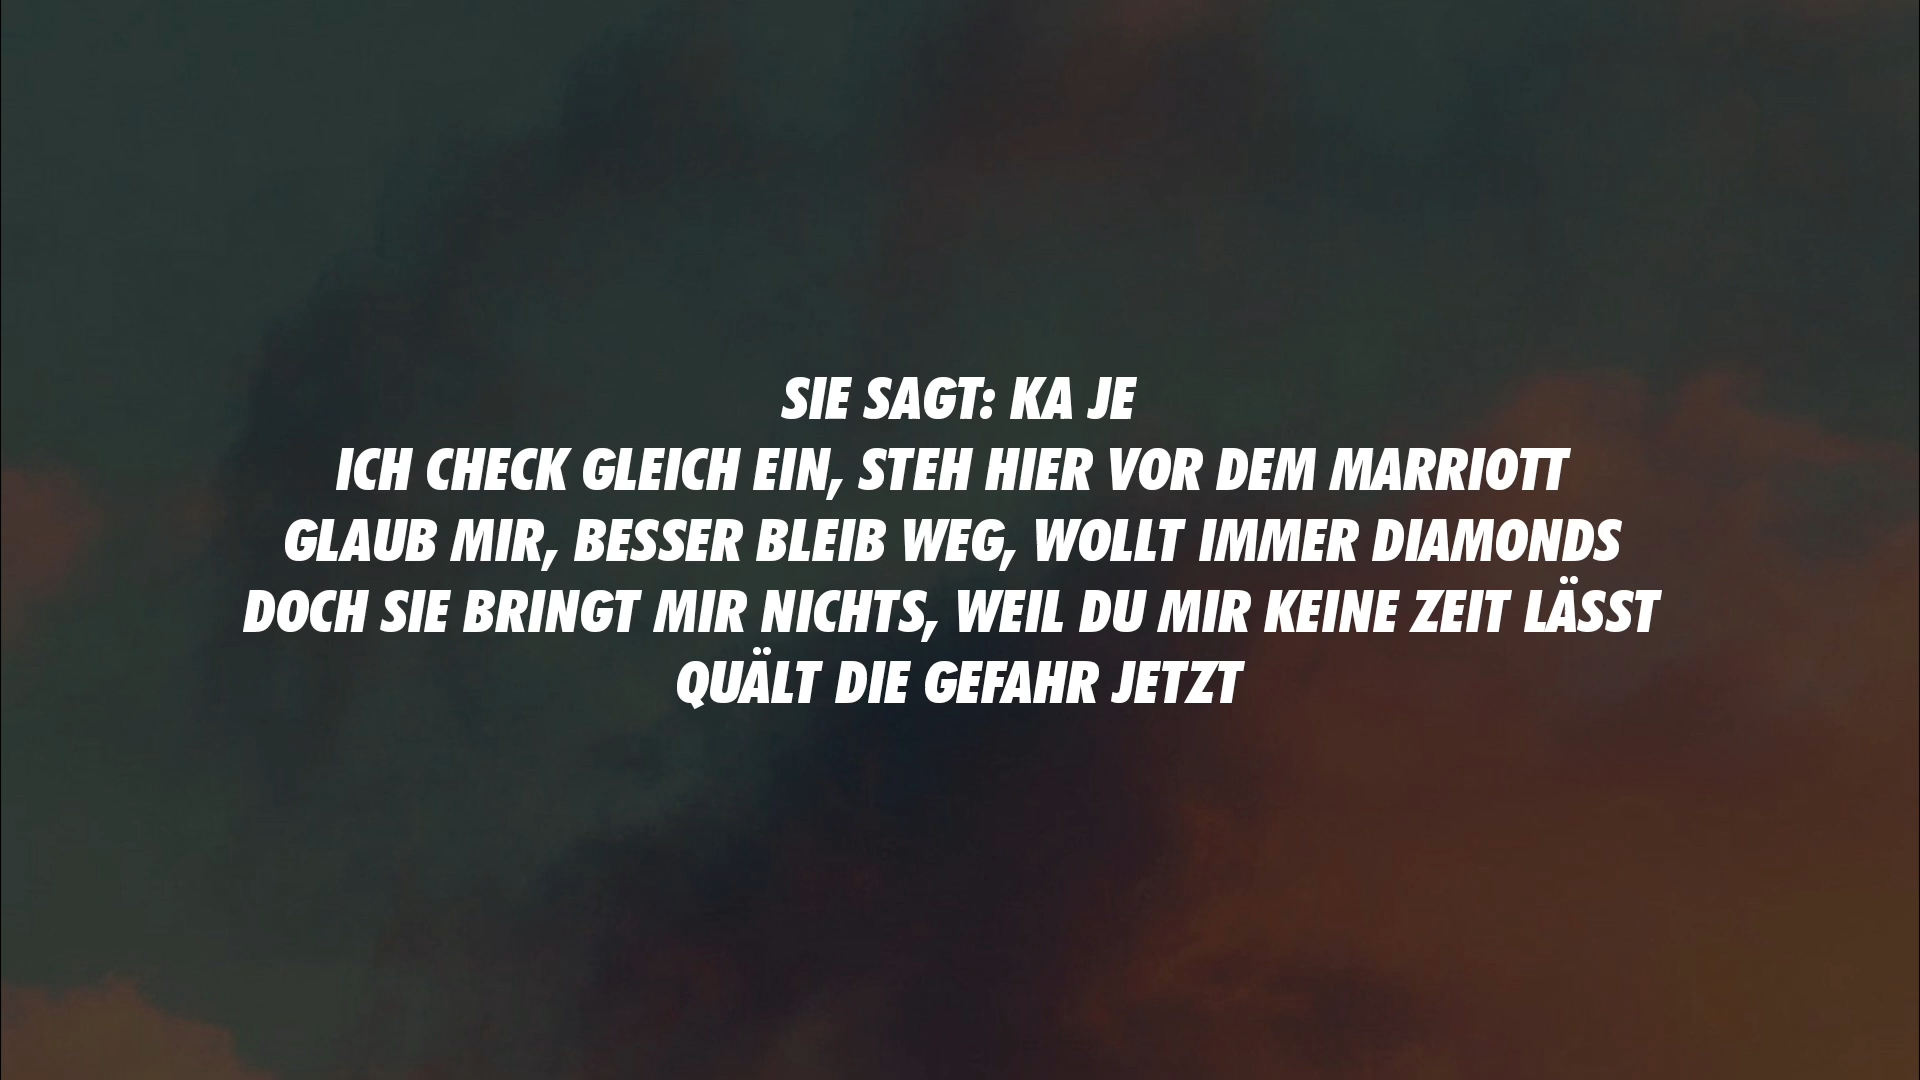 SIE SAGT: KA JE
ICH CHECK GLEICH EIN, STEH HIER VOR DEM MARRIOTT
GLAUB MIR, BESSER BLEIB WEG, WOLLT IMMER DIAMONDS
DOCH SIE BRINGT MIR NICHTS, WEIL DU MIR KEINE ZEIT LÄSST
QUÄLT DIE GEFAHR JETZT